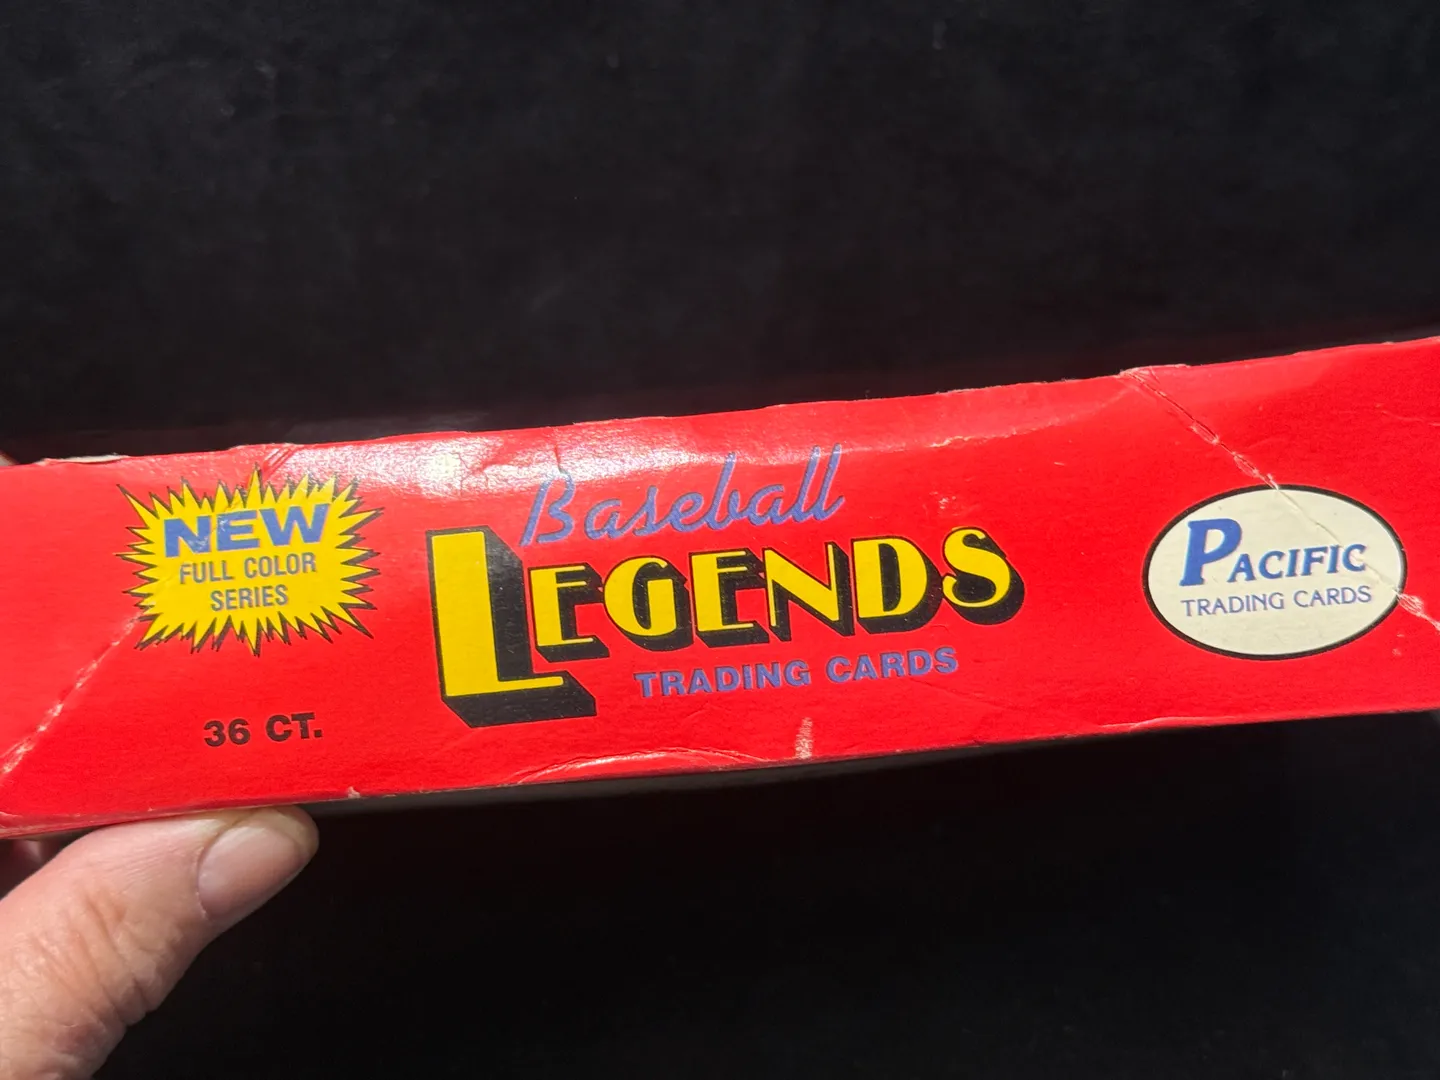 NEW
FULL COLOR
SERIES
36 CT.
Baseball
LEGENDS
TRADING CARDS
PACIFIC
TRADING CARDS